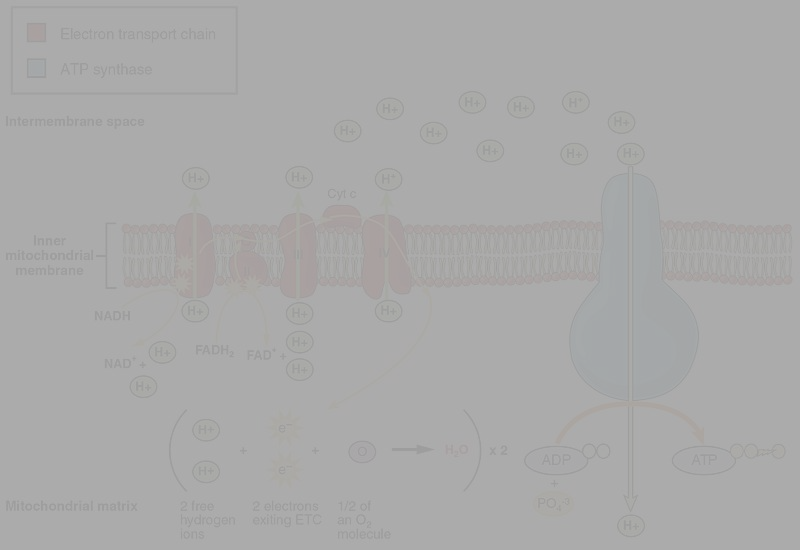 Electron transport chain
ATP synthase
H+ H+ H+ H+ H+ H+
Intermembrane space
H+ H+ H+ H+ H+
H+ H+ H+
Cyt c
Inner
mitochondrial
membrane
III
NADH
H+ H+ H+
H+
NAD+ +
H+
FADH2
FAD+ +
H+
H+
H+
e-
+
+
O
H2O
x 2
ADP
ATP
H+
e-
+
PO4
H+
Mitochondrial matrix
2 free
hydrogen
ions
2 electrons
exiting ETC
1/2 of
an O2
molecule